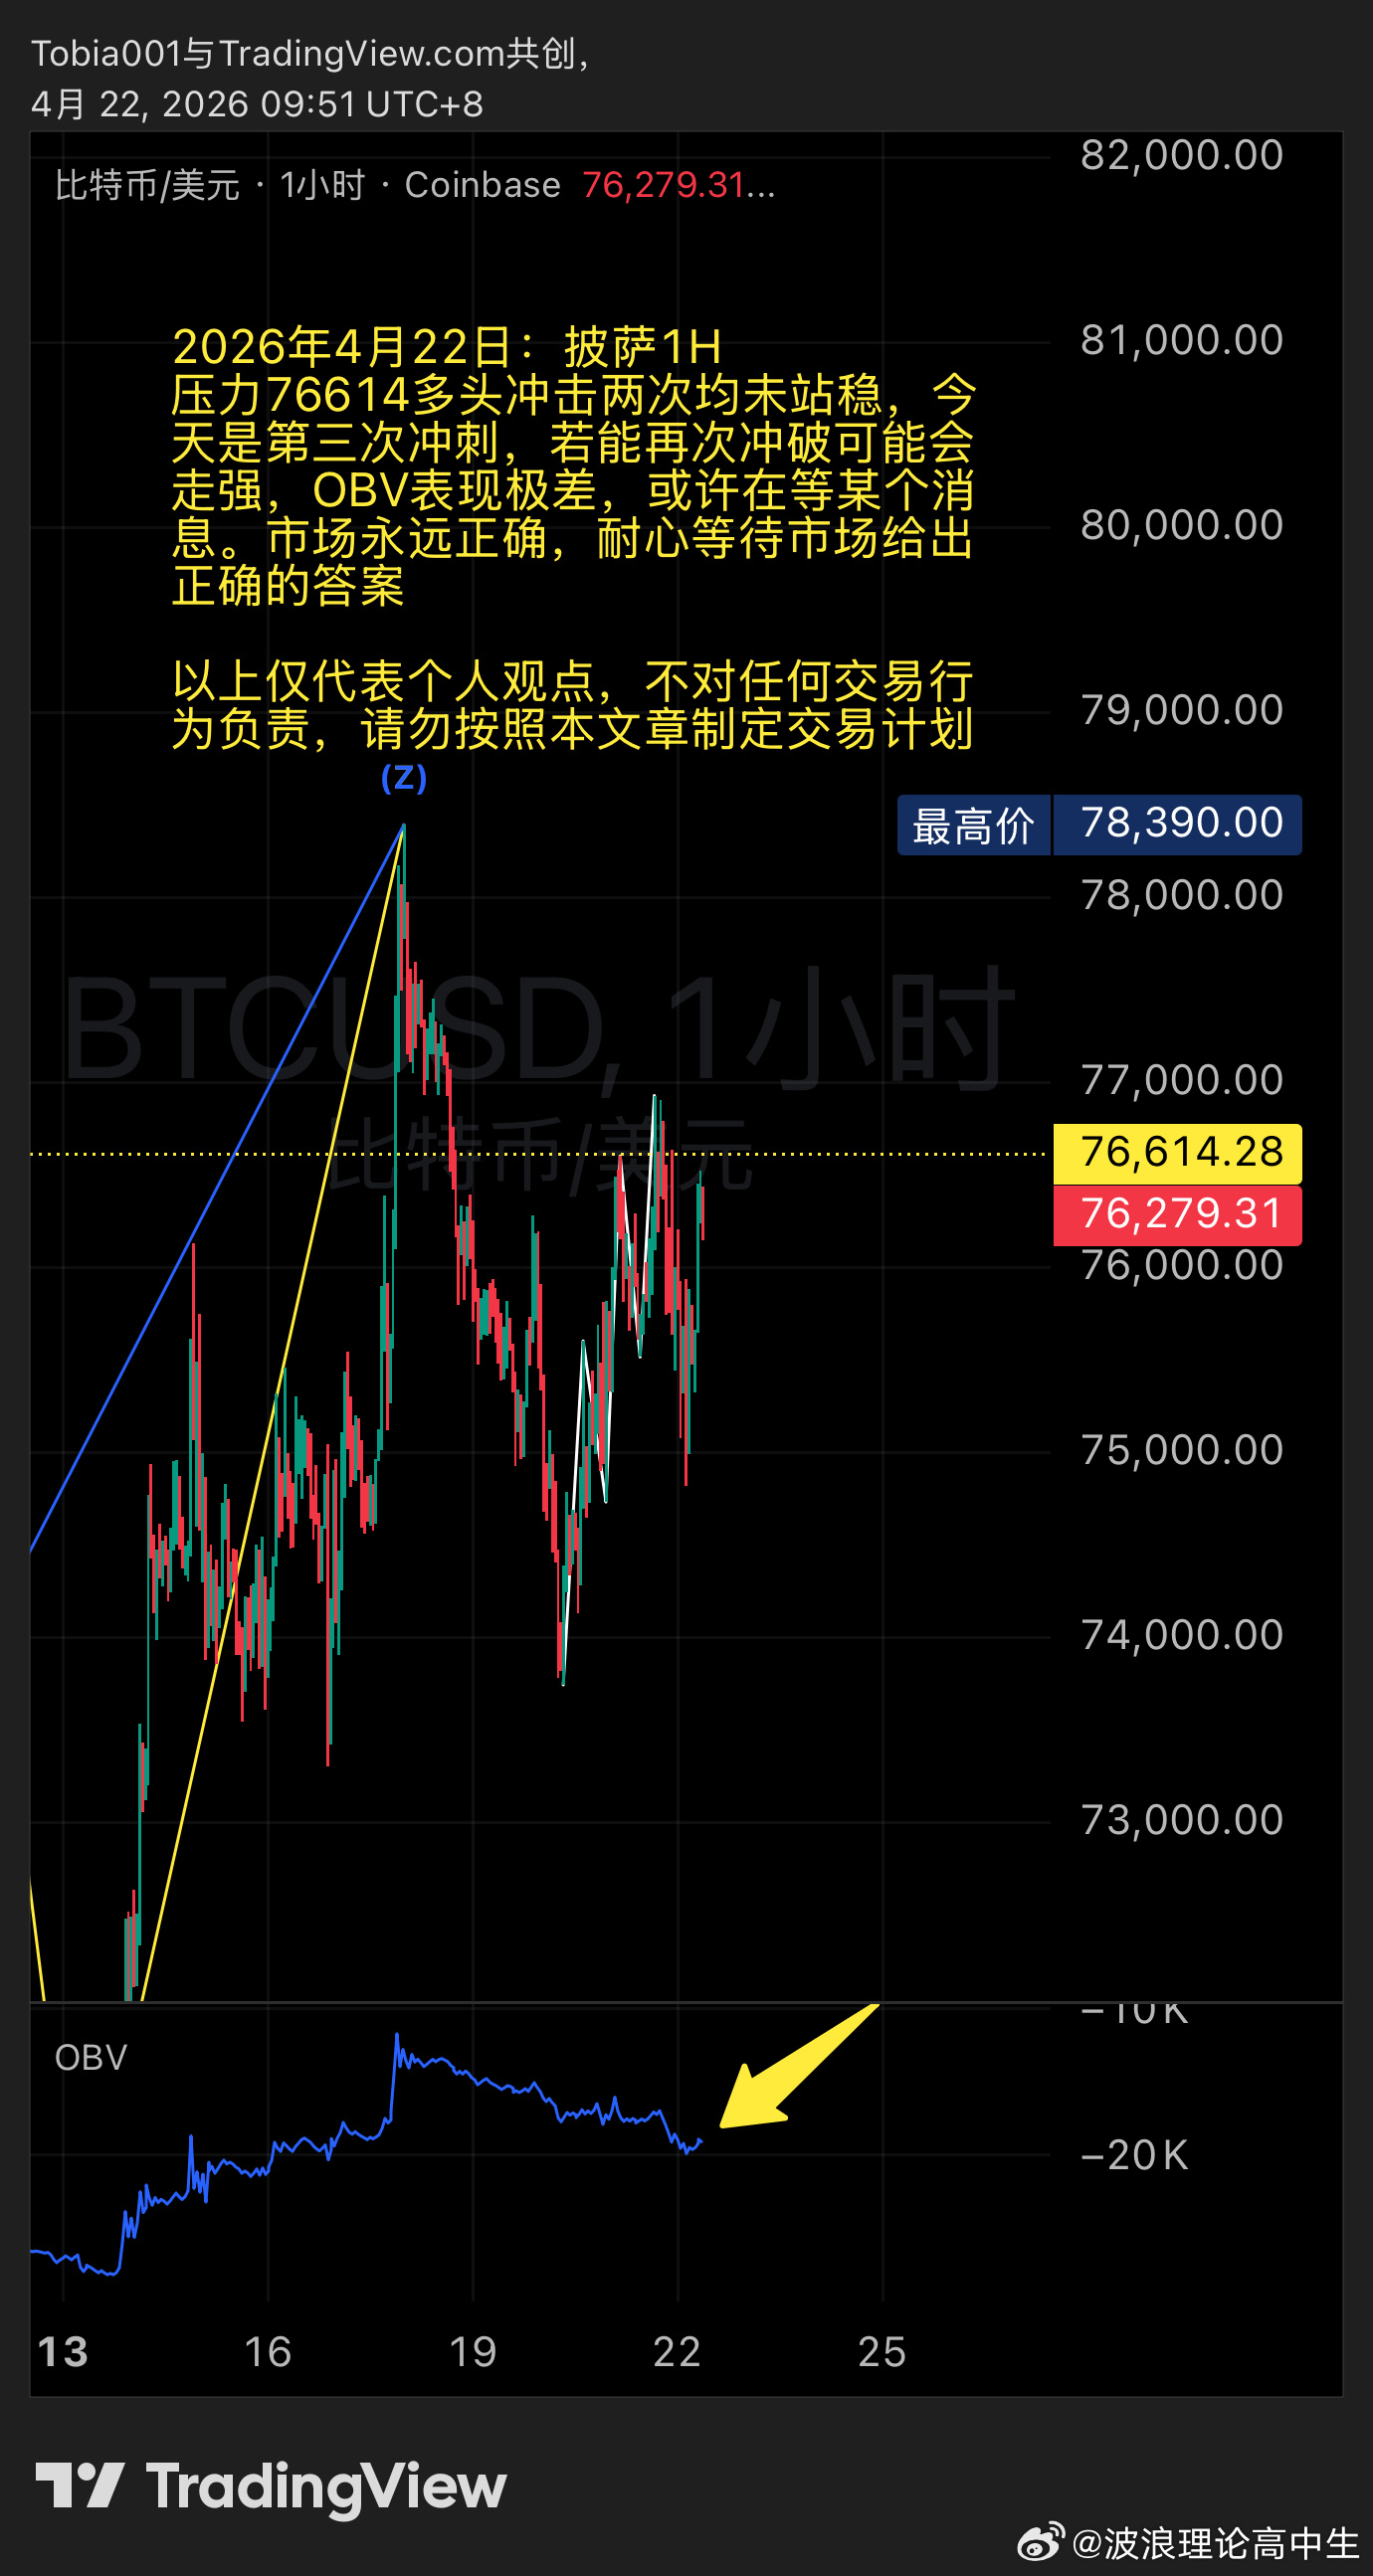 Tobia001与TradingView.com共创,
4月 22, 2026 09:51 UTC+8
比特币/美元 · 1小时 · Coinbase 76,279.31...
82,000.00
2026年4月22日：披萨1H
压力76614多头冲击两次均未站稳，今
天是第三次冲刺，若能再次冲破可能会
走强，OBV表现极差，或许在等某个消
息。市场永远正确，耐心等待市场给出
正确的答案
以上仅代表个人观点，不对任何交易行
为负责，请勿按照本文章制定交易计划
81,000.00
80,000.00
79,000.00
(Z)
最高价 78,390.00
78,000.00
BTCUSD, 1小时
比特币/美元
77,000.00
76,614.28
76,279.31
76,000.00
75,000.00
74,000.00
73,000.00
OBV
−10K
−20K
13 16 19 22 25
TradingView
@波浪理论高中生